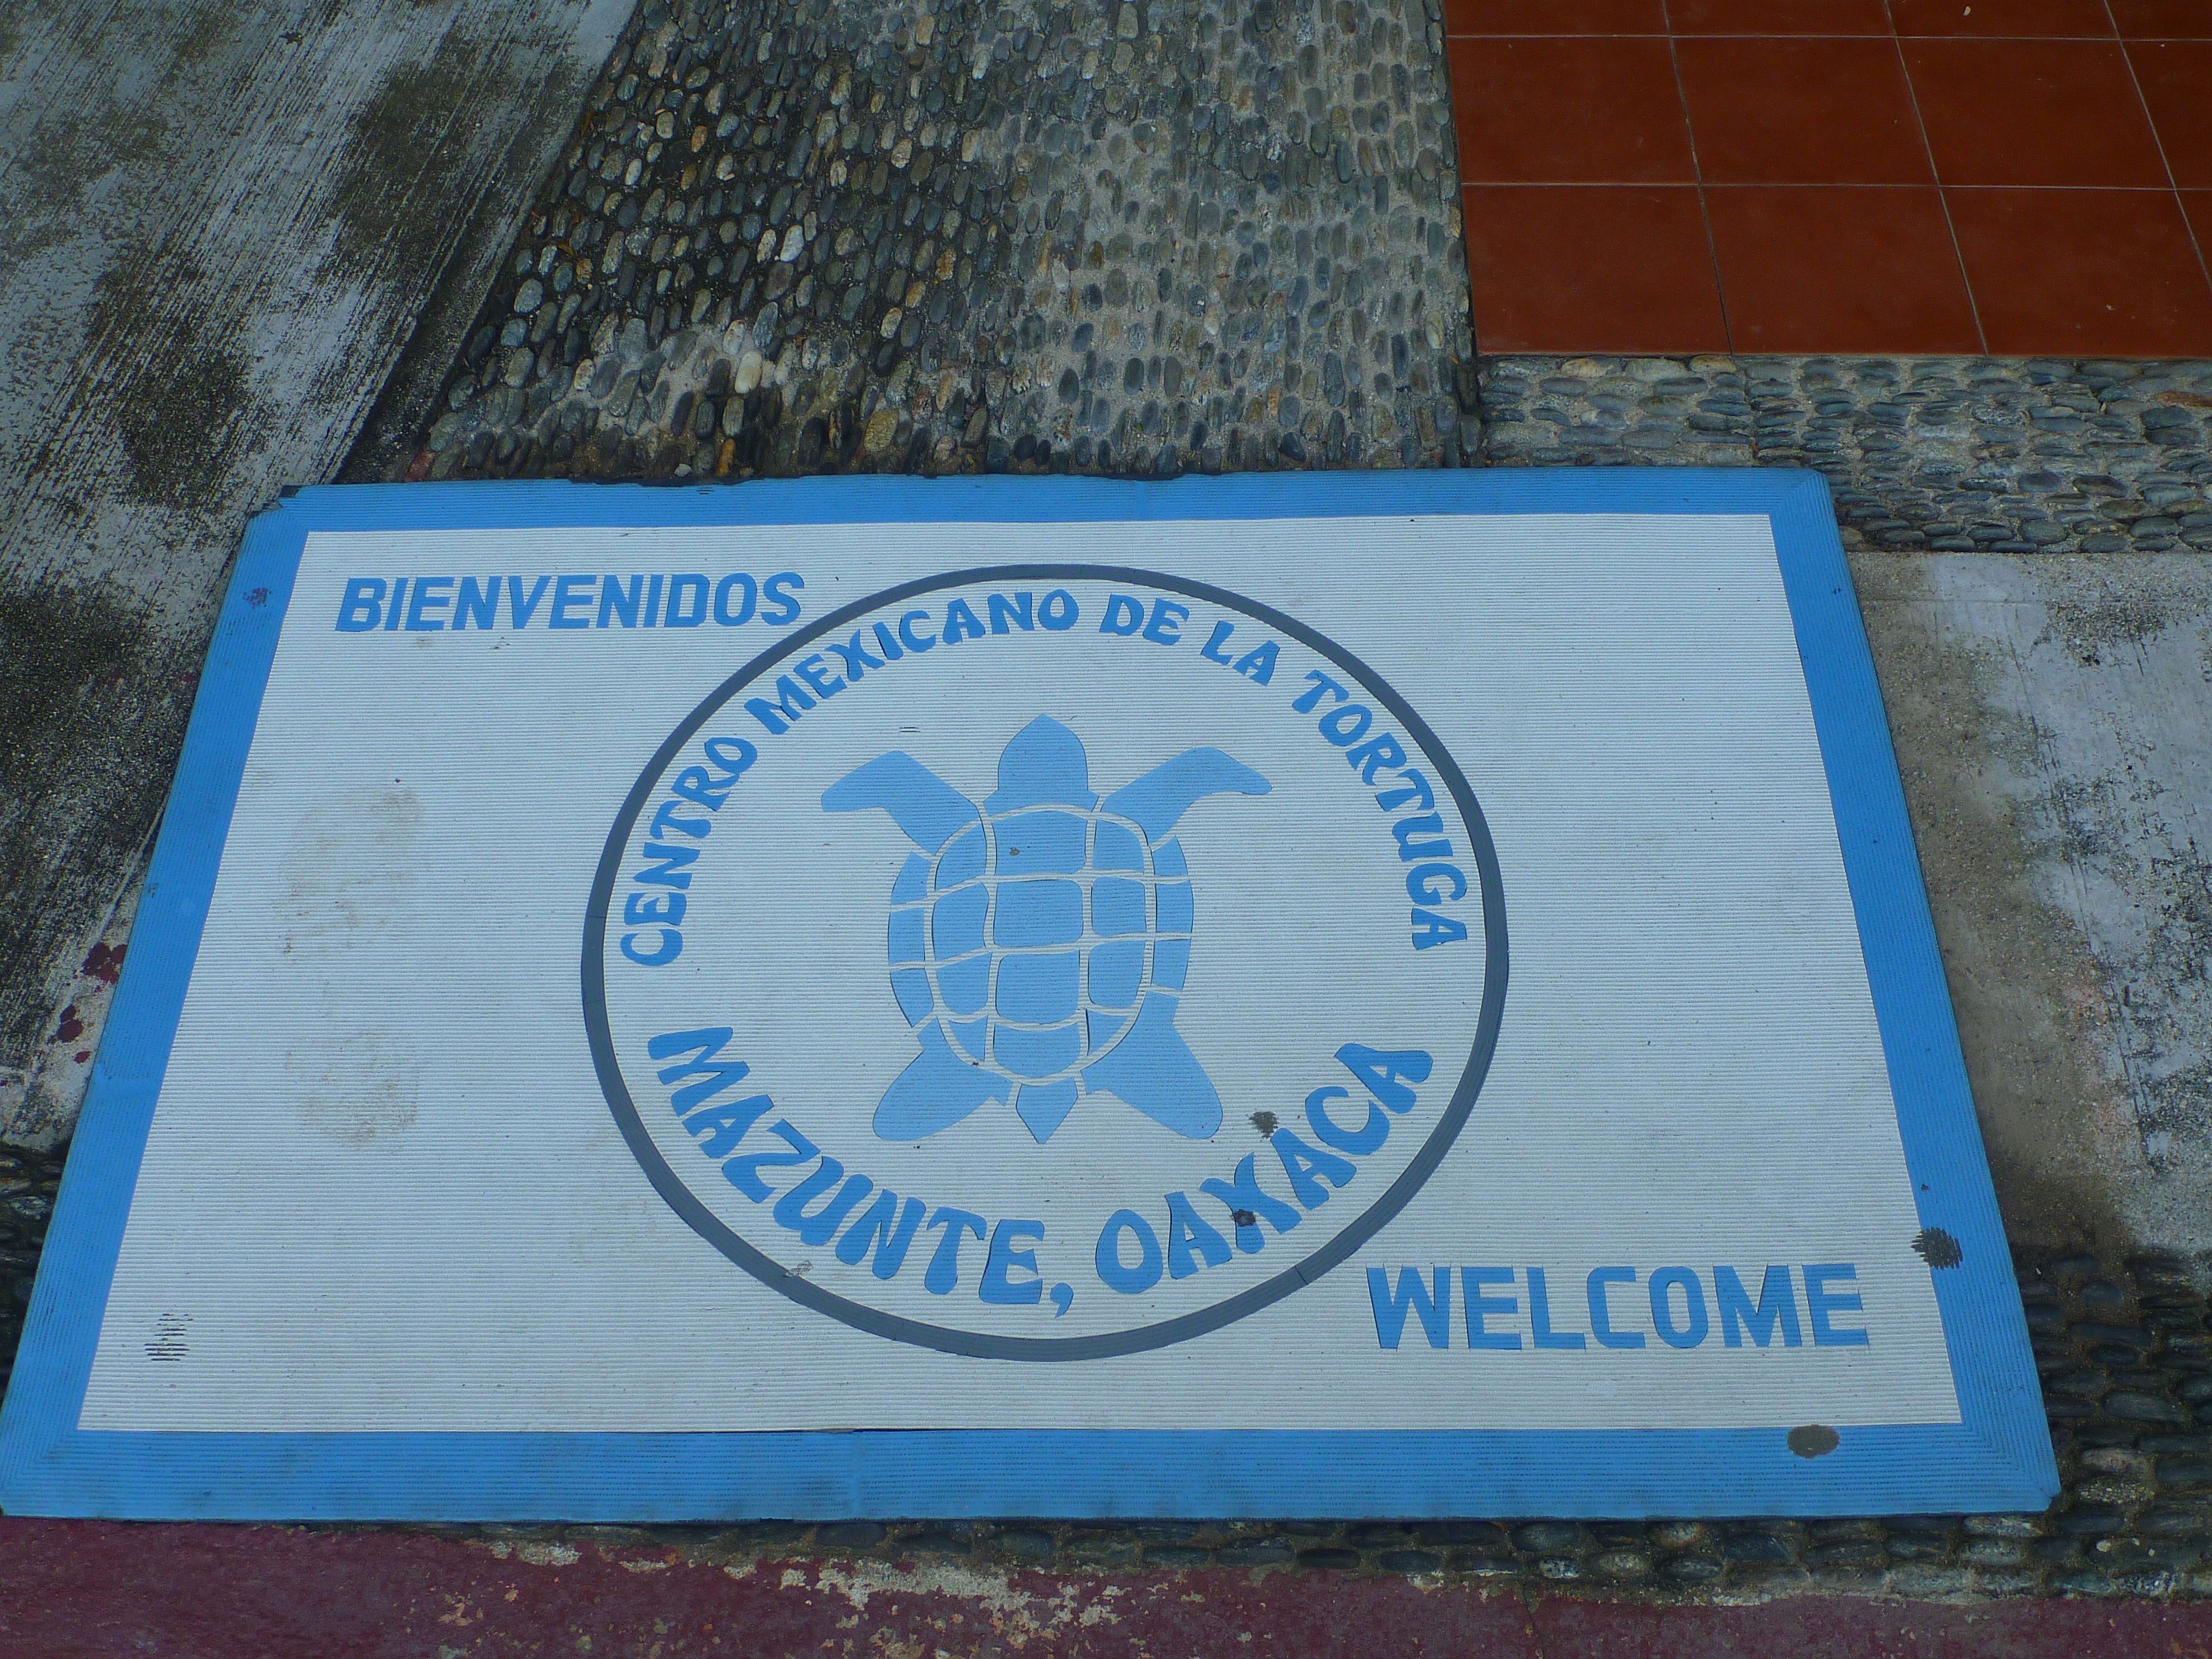 BIENVENIDOS
CENTRO MEXICANO DE LA TORTUGA
MAZUNTE, OAXACA
WELCOME